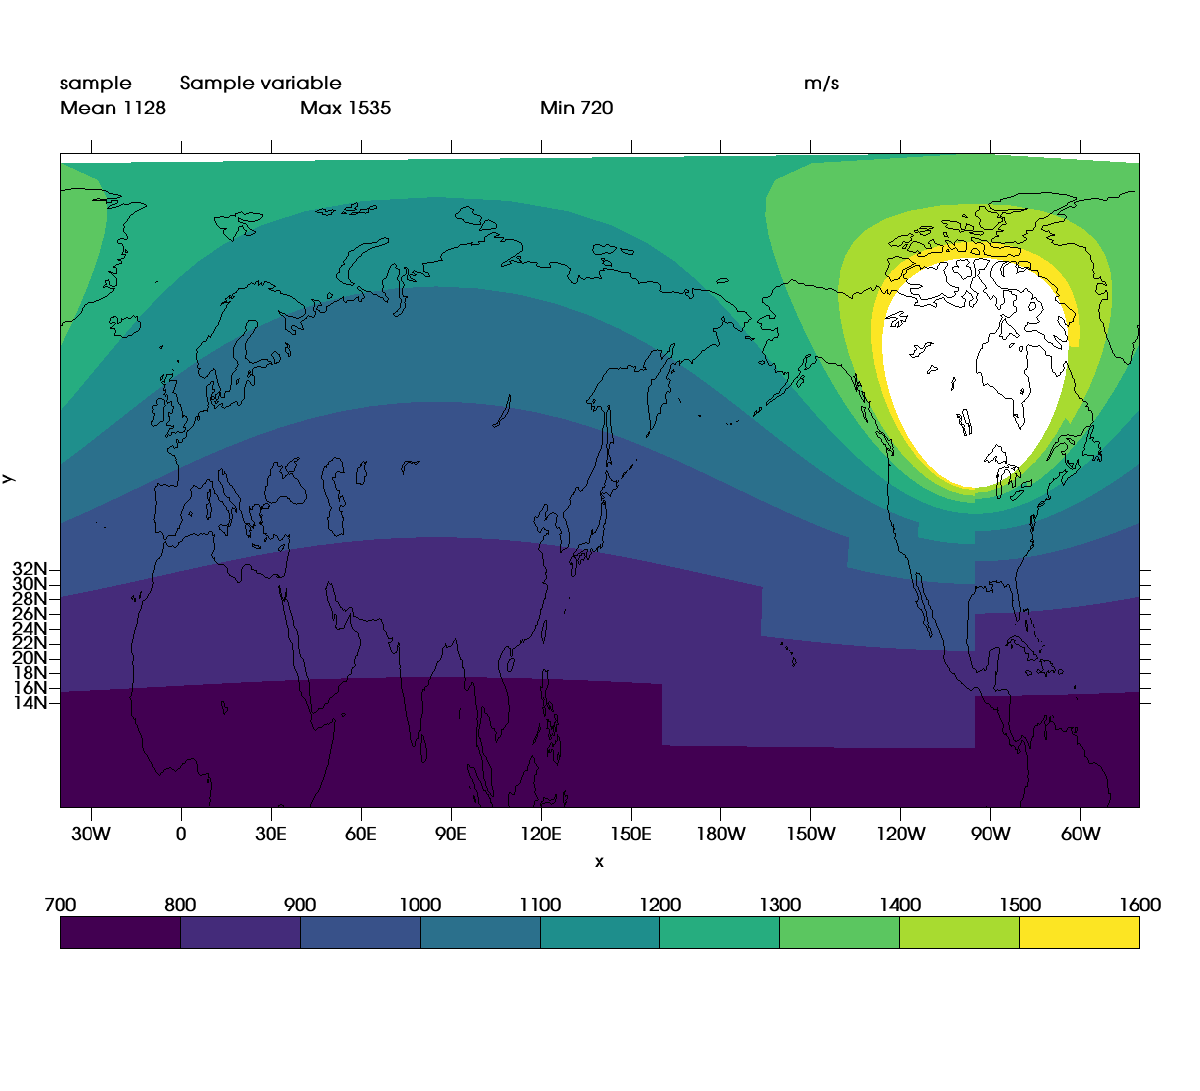 sample Sample variable m/s
Mean 1128 Max 1535 Min 720
y
32N
30N
28N
26N
24N
22N
20N
18N
16N
14N
30W 0 30E 60E 90E 120E 150E 180W 150W 120W 90W 60W
x
700 800 900 1000 1100 1200 1300 1400 1500 1600